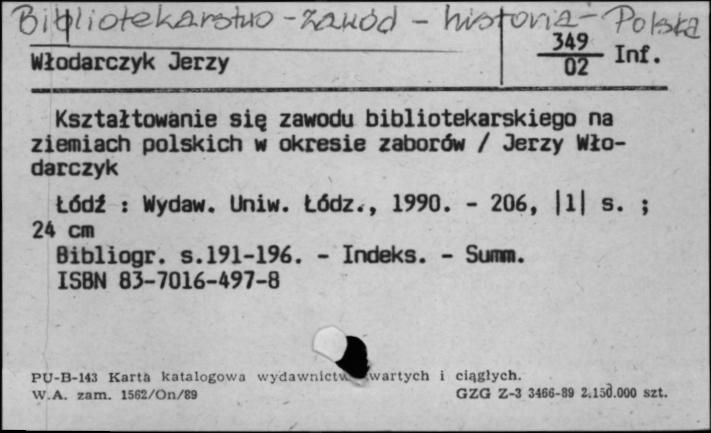 Bibliotekarstwo - zawód - historia - Polska
349
02 Inf.
Włodarczyk Jerzy
Kształtowanie się zawodu bibliotekarskiego na
ziemiach polskich w okresie zaborów / Jerzy Wło-
darczyk
Łódź : Wydaw. Uniw. Łódz., 1990. - 206, |1| s. ;
24 cm
Bibliogr. s.191-196. - Indeks. - Summ.
ISBN 83-7016-497-8
PU-B-143 Karta katalogowa wydawnictw zwartych i ciągłych.
W.A. zam. 1562/On/89 GZG Z-3 3466-89 2.150.000 szt.